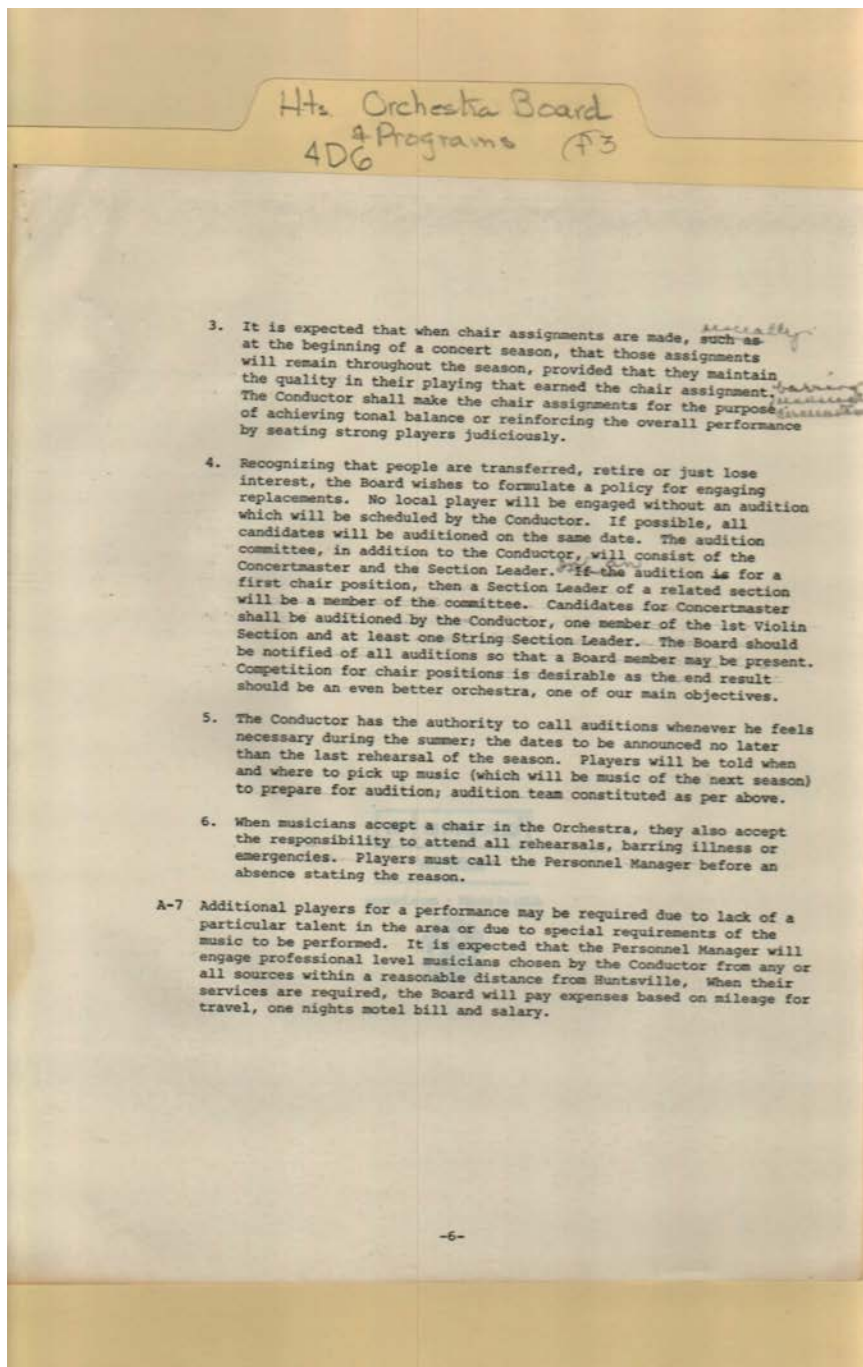 Hts. Orchestra Board
& Programs
4D6 F3
3. It is expected that when chair assignments are made, such as
at the beginning of a concert season, that those assignments
will remain throughout the season, provided that they maintain
the quality in their playing that earned the chair assignment. barring
The Conductor shall make the chair assignments for the purpose
of achieving tonal balance or reinforcing the overall performance
by seating strong players judiciously.
4. Recognizing that people are transferred, retire or just lose
interest, the Board wishes to formulate a policy for engaging
replacements. No local player will be engaged without an audition
which will be scheduled by the Conductor. If possible, all
candidates will be auditioned on the same date. The audition
committee, in addition to the Conductor, will consist of the
Concertmaster and the Section Leader. If the audition is for a
first chair position, then a Section Leader of a related section
will be a member of the committee. Candidates for Concertmaster
shall be auditioned by the Conductor, one member of the 1st Violin
Section and at least one String Section Leader. The Board should
be notified of all auditions so that a Board member may be present.
Competition for chair positions is desirable as the end result
should be an even better orchestra, one of our main objectives.
5. The Conductor has the authority to call auditions whenever he feels
necessary during the summer; the dates to be announced no later
than the last rehearsal of the season. Players will be told when
and where to pick up music (which will be music of the next season)
to prepare for audition; audition team constituted as per above.
6. When musicians accept a chair in the Orchestra, they also accept
the responsibility to attend all rehearsals, barring illness or
emergencies. Players must call the Personnel Manager before an
absence stating the reason.
A-7 Additional players for a performance may be required due to lack of a
particular talent in the area or due to special requirements of the
music to be performed. It is expected that the Personnel Manager will
engage professional level musicians chosen by the Conductor from any or
all sources within a reasonable distance from Huntsville, When their
services are required, the Board will pay expenses based on mileage for
travel, one nights motel bill and salary.
-6-